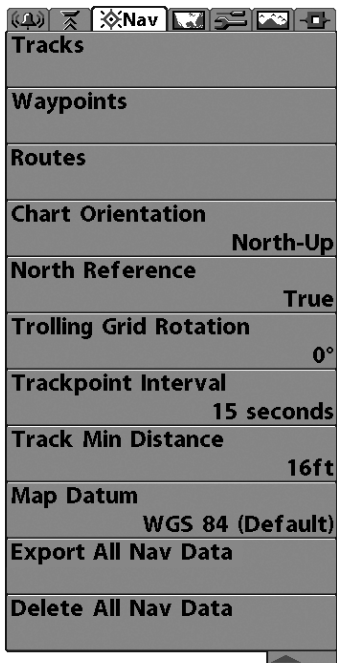 Nav
Tracks
Waypoints
Routes
Chart Orientation
North-Up
North Reference
True
Trolling Grid Rotation
0°
Trackpoint Interval
15 seconds
Track Min Distance
16ft
Map Datum
WGS 84 (Default)
Export All Nav Data
Delete All Nav Data